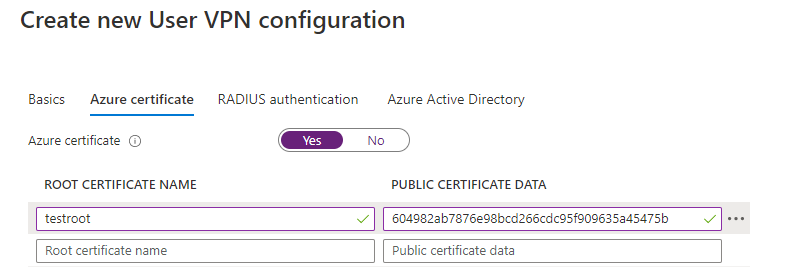 Create new User VPN configuration
Basics Azure certificate RADIUS authentication Azure Active Directory
Azure certificate Yes No
ROOT CERTIFICATE NAME PUBLIC CERTIFICATE DATA
testroot 604982ab7876e98bcd266cdc95f909635a45475b
Root certificate name Public certificate data